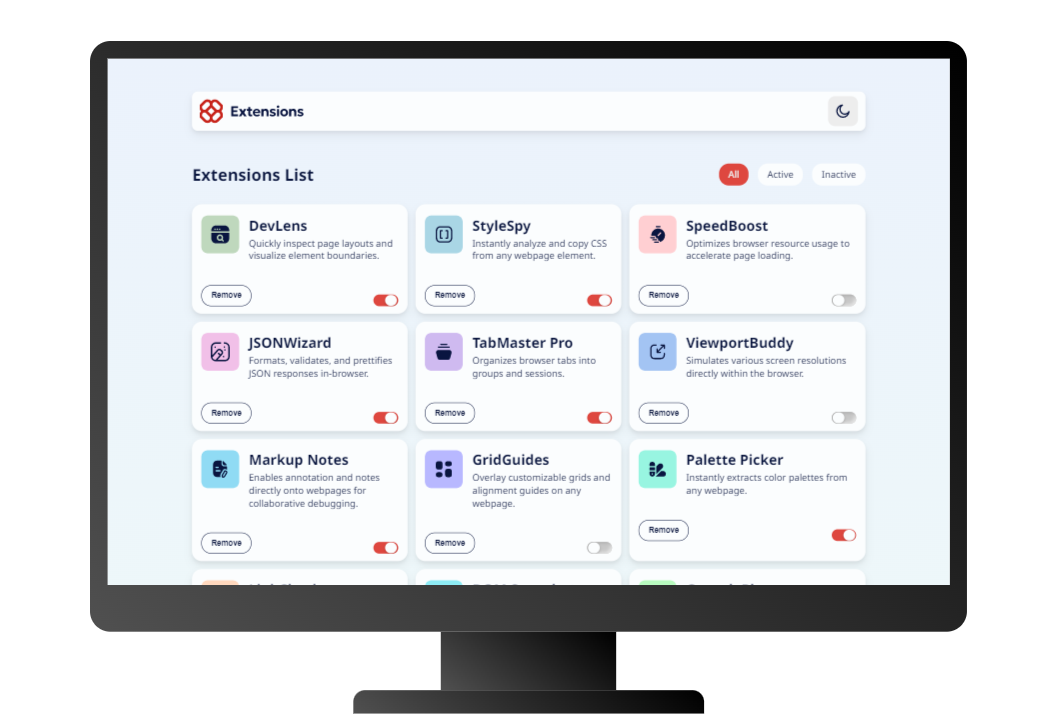 Extensions
Extensions List
All
Active
Inactive
DevLens
Quickly inspect page layouts and
visualize element boundaries.
Remove
StyleSpy
Instantly analyze and copy CSS
from any webpage element.
Remove
SpeedBoost
Optimizes browser resource usage to
accelerate page loading.
Remove
JSONWizard
Formats, validates, and prettifies
JSON responses in-browser.
Remove
TabMaster Pro
Organizes browser tabs into
groups and sessions.
Remove
ViewportBuddy
Simulates various screen resolutions
directly within the browser.
Remove
Markup Notes
Enables annotation and notes
directly onto webpages for
collaborative debugging.
Remove
GridGuides
Overlay customizable grids and
alignment guides on any
webpage.
Remove
Palette Picker
Instantly extracts color palettes from
any webpage.
Remove